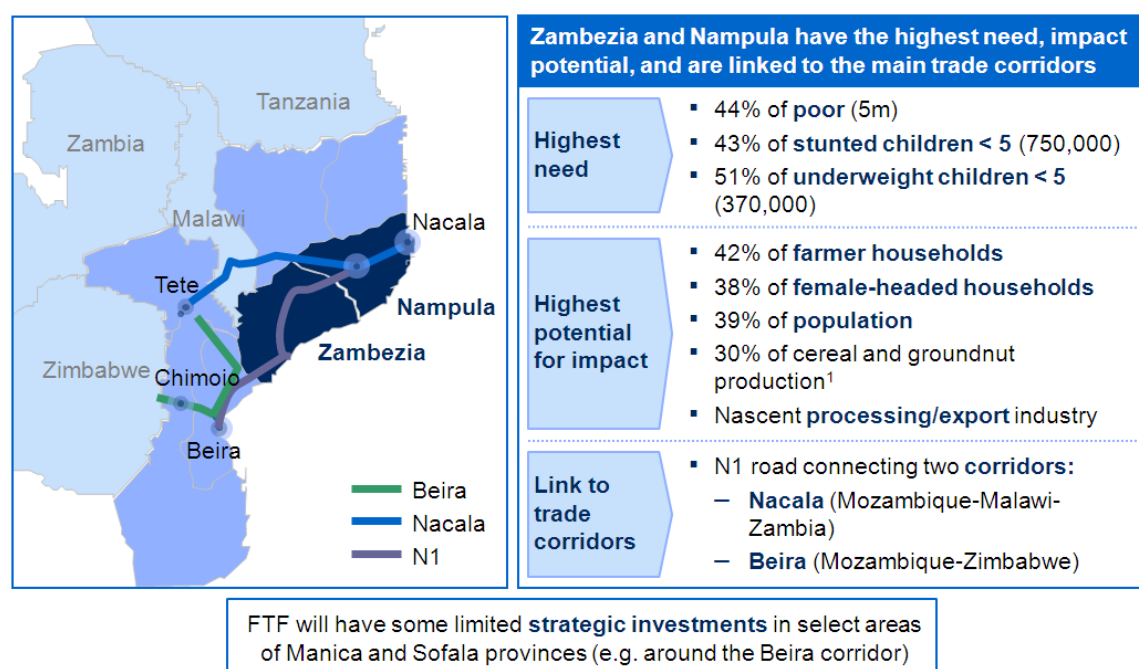 Tanzania
Zambia
Malawi
Nacala
Tete
Nampula
Zambezia
Zimbabwe
Chimoio
Beira
Beira
Nacala
N1
Zambezia and Nampula have the highest need, impact
potential, and are linked to the main trade corridors
Highest
need
▪ 44% of poor (5m)
▪ 43% of stunted children < 5 (750,000)
▪ 51% of underweight children < 5
(370,000)
Highest
potential
for impact
▪ 42% of farmer households
▪ 38% of female-headed households
▪ 39% of population
▪ 30% of cereal and groundnut
production¹
▪ Nascent processing/export industry
Link to
trade
corridors
▪ N1 road connecting two corridors:
– Nacala (Mozambique-Malawi-
Zambia)
– Beira (Mozambique-Zimbabwe)
FTF will have some limited strategic investments in select areas
of Manica and Sofala provinces (e.g. around the Beira corridor)